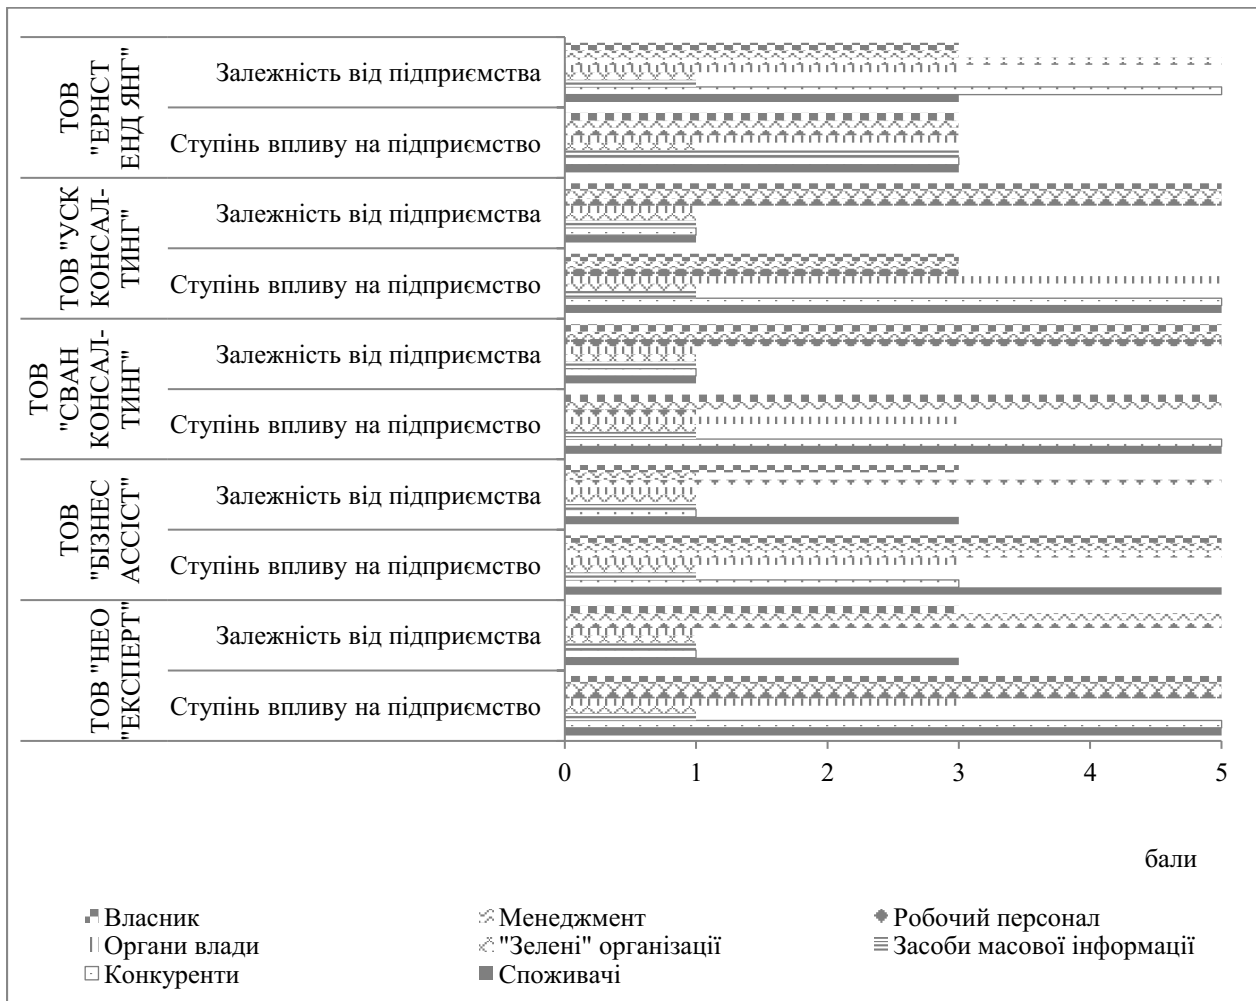 ТОВ
"ЕРНСТ
ЕНД ЯНГ"
Залежність від підприємства
Ступінь впливу на підприємство
ТОВ "УСК
КОНСАЛ-
ТИНГ"
Залежність від підприємства
Ступінь впливу на підприємство
ТОВ
"СВАН
КОНСАЛ-
ТИНГ"
Залежність від підприємства
Ступінь впливу на підприємство
ТОВ
"БІЗНЕС
АССІСТ"
Залежність від підприємства
Ступінь впливу на підприємство
ТОВ "НЕО
"ЕКСПЕРТ"
Залежність від підприємства
Ступінь впливу на підприємство
0 1 2 3 4 5
бали
Власник Менеджмент Робочий персонал
Органи влади "Зелені" організації Засоби масової інформації
Конкуренти Споживачі